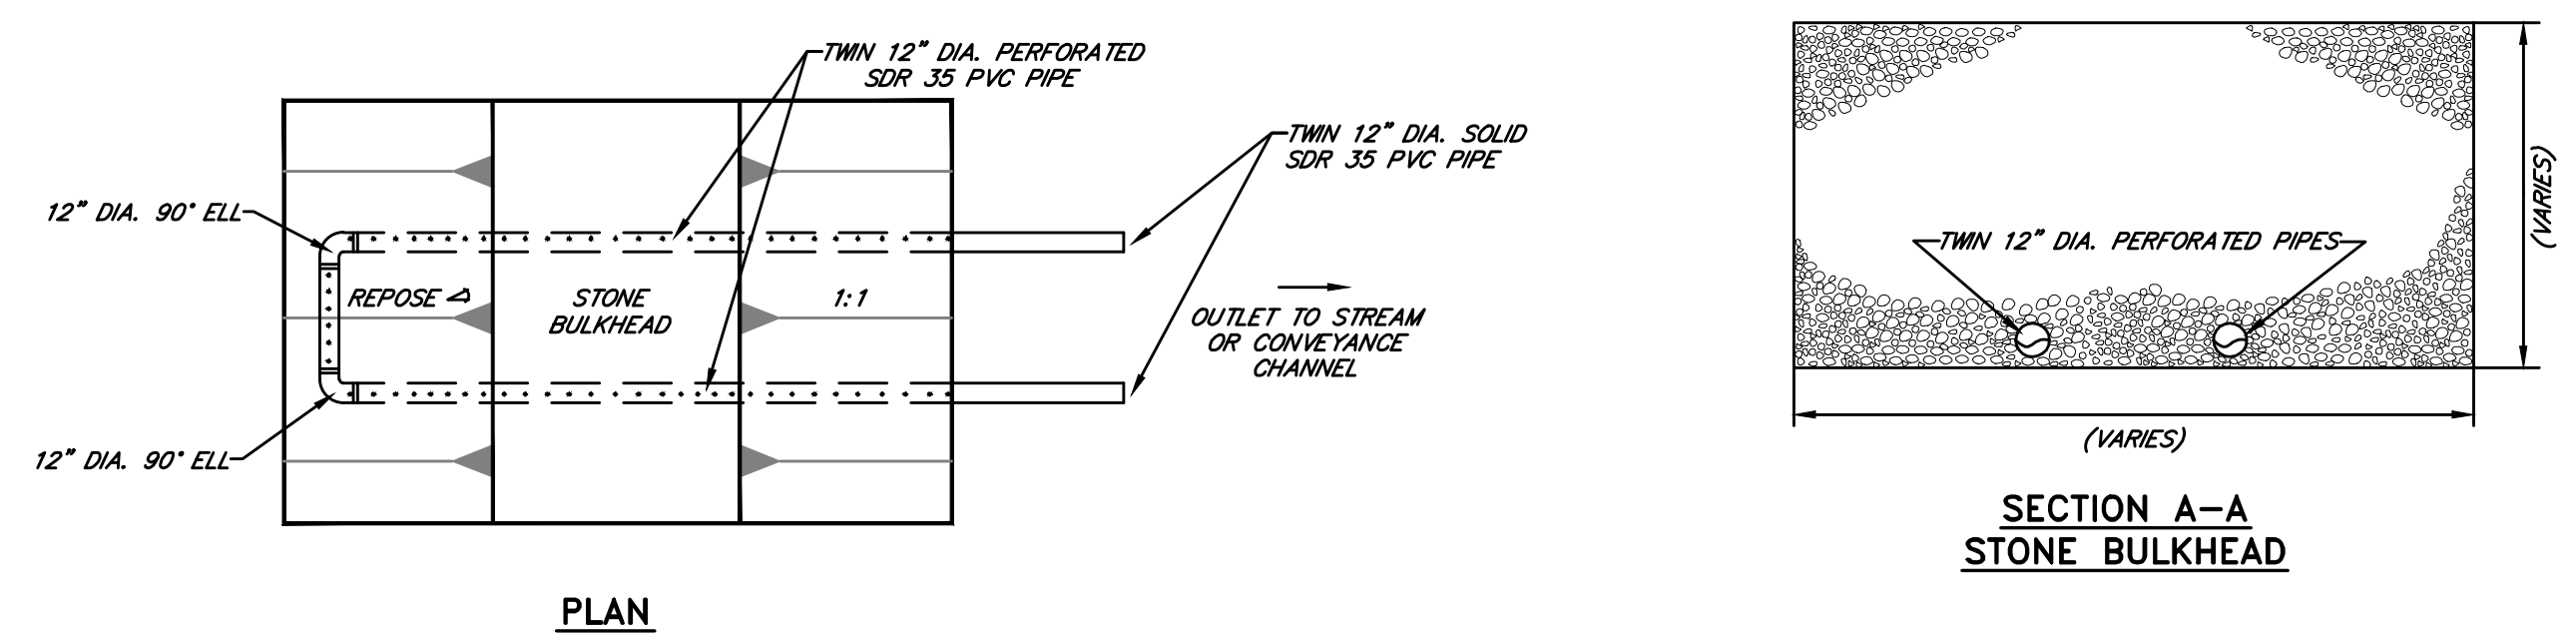 TWIN 12" DIA. PERFORATED
SDR 35 PVC PIPE
TWIN 12" DIA. SOLID
SDR 35 PVC PIPE
12" DIA. 90° ELL
REPOSE
STONE
BULKHEAD
1:1
OUTLET TO STREAM
OR CONVEYANCE
CHANNEL
12" DIA. 90° ELL
PLAN
TWIN 12" DIA. PERFORATED PIPES
(VARIES)
(VARIES)
SECTION A-A
STONE BULKHEAD